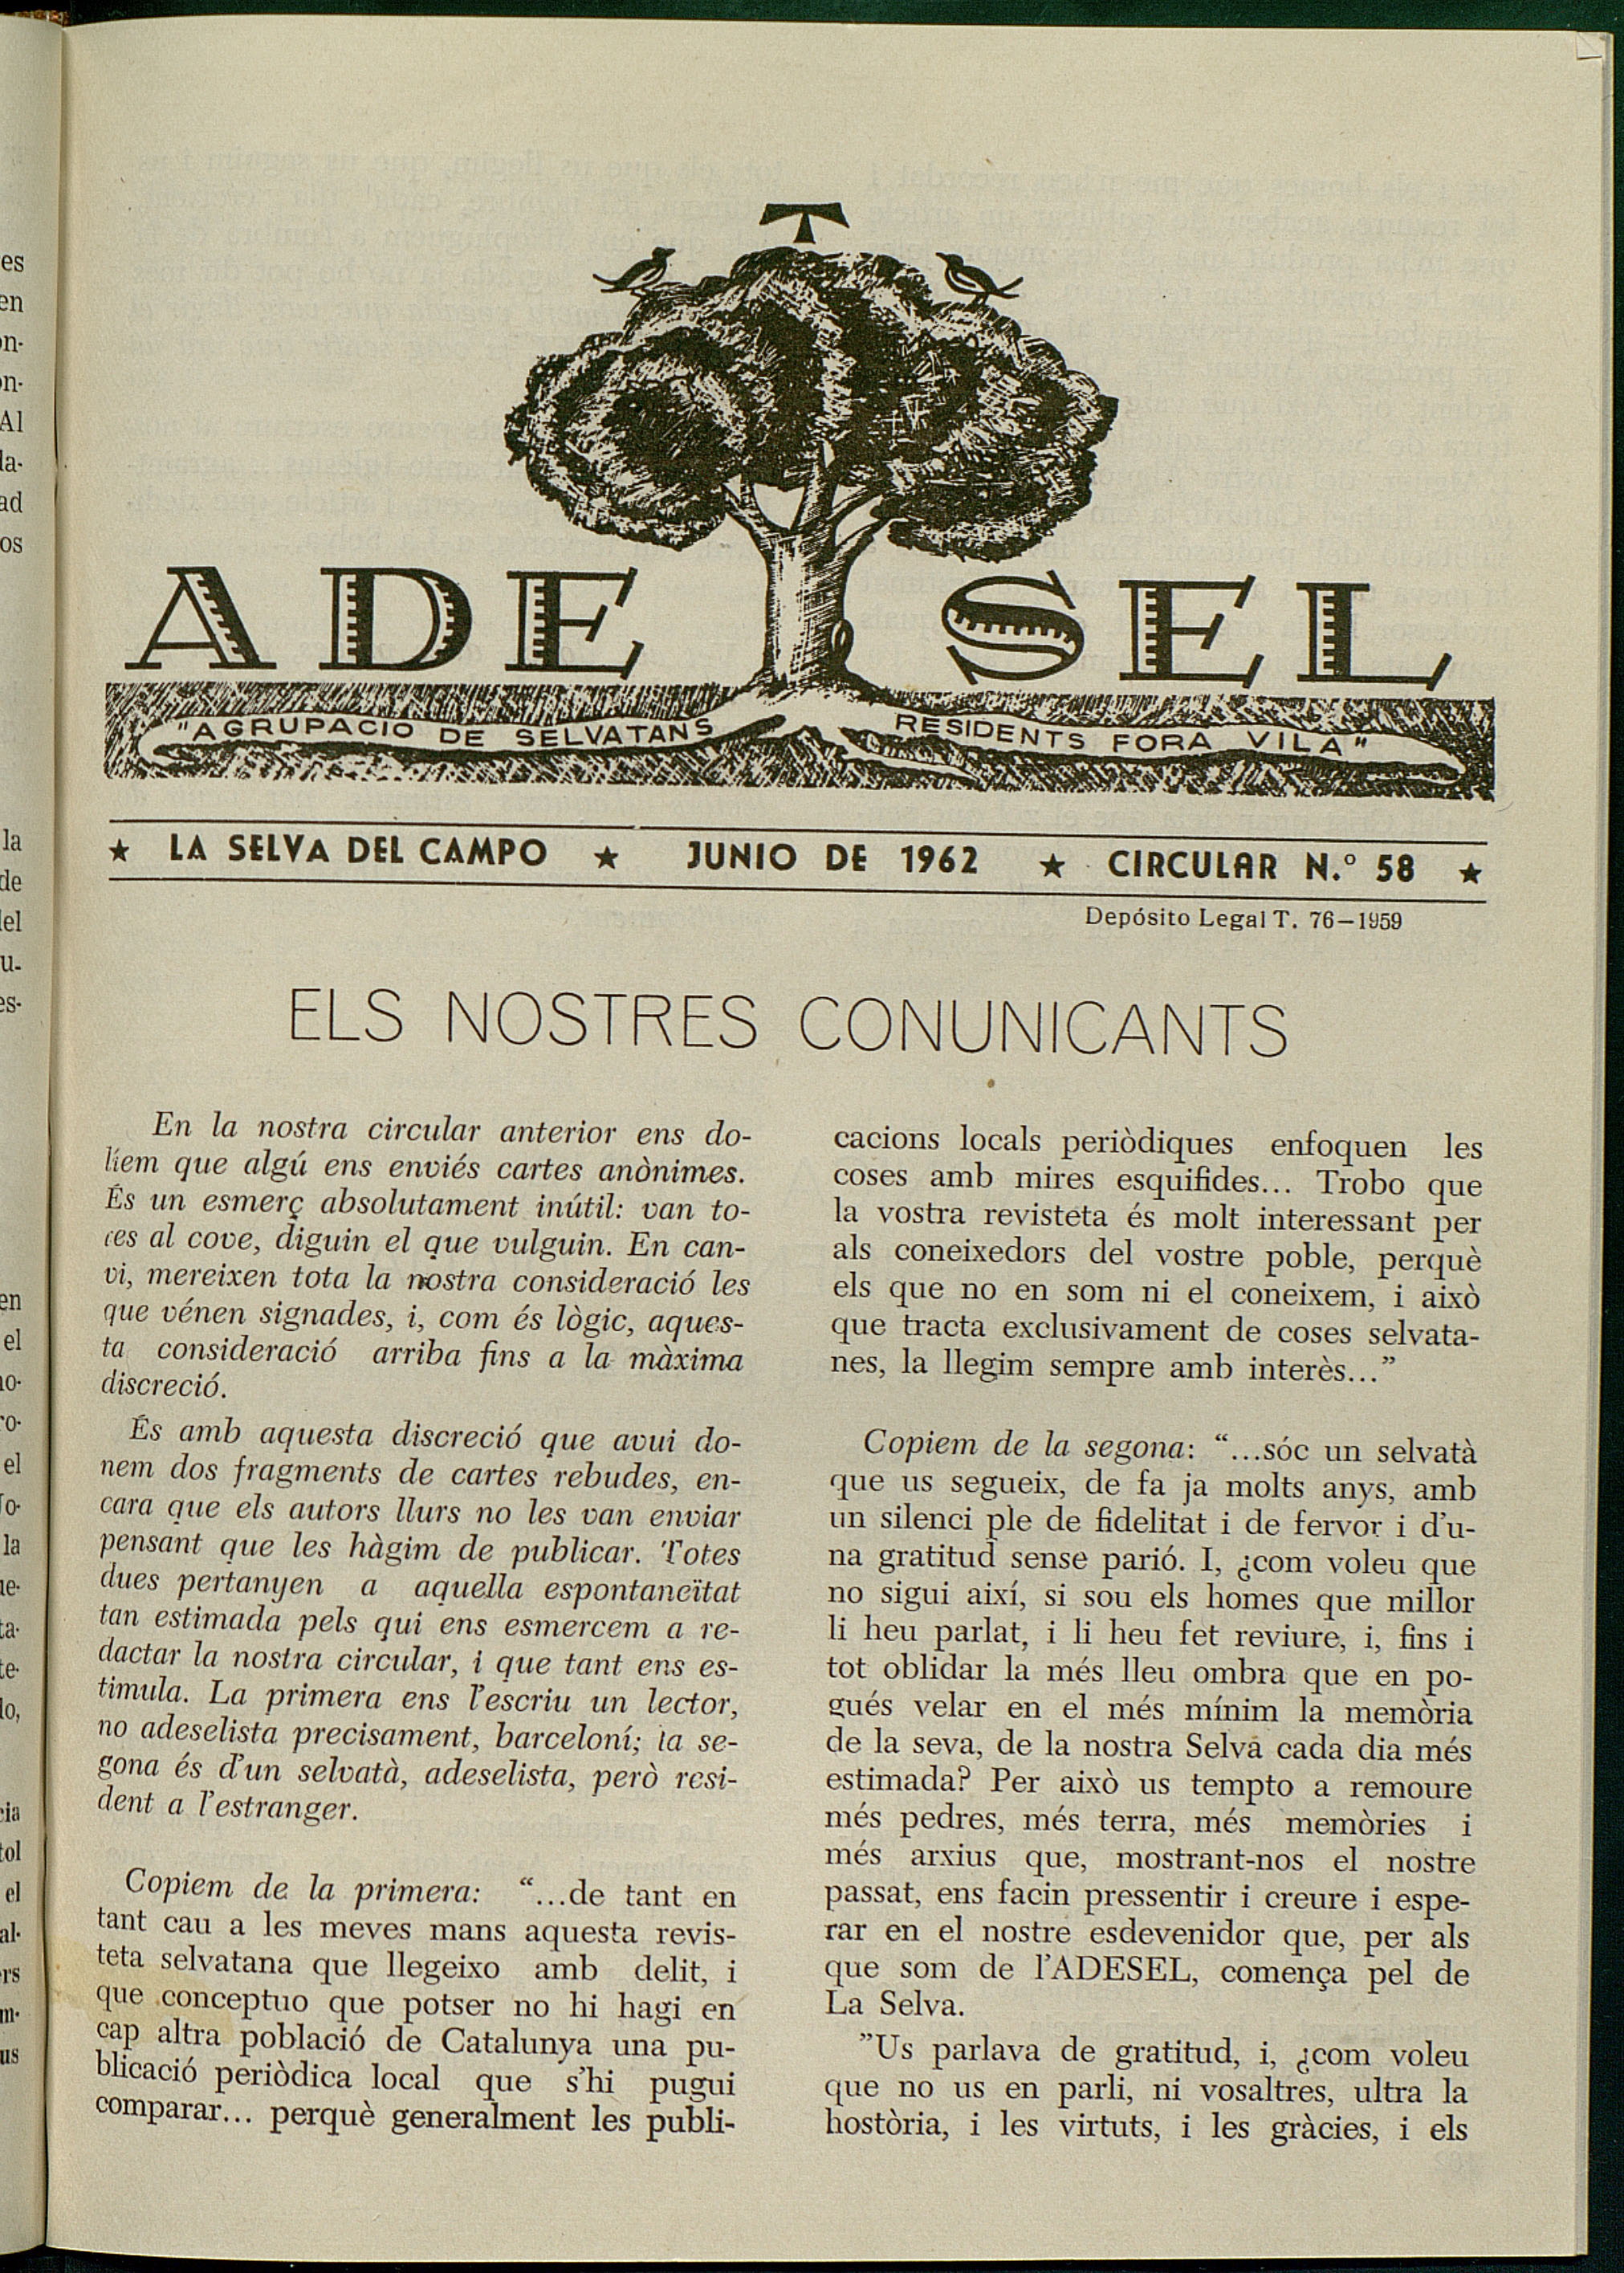 ADESEL
"AGRUPACIO DE SELVATANS RESIDENTS FORA VILA"
★ LA SELVA DEL CAMPO ★ JUNIO DE 1962 ★ CIRCULAR N.º 58 ★
Depósito Legal T. 76-1959
ELS NOSTRES CONUNICANTS
En la nostra circular anterior ens do-
líem que algú ens enviés cartes anònimes.
És un esmerç absolutament inútil: van to-
tes al cove, diguin el que vulguin. En can-
vi, mereixen tota la nostra consideració les
que vénen signades, i, com és lògic, aques-
ta consideració arriba fins a la màxima
discreció.
És amb aquesta discreció que avui do-
nem dos fragments de cartes rebudes, en-
cara que els autors llurs no les van enviar
pensant que les hàgim de publicar. Totes
dues pertanyen a aquella espontaneïtat
tan estimada pels qui ens esmercem a re-
dactar la nostra circular, i que tant ens es-
timula. La primera ens l'escriu un lector,
no adeselista precisament, barceloní; la se-
gona és d'un selvatà, adeselista, però resi-
dent a l'estranger.
Copiem de la primera: "...de tant en
tant cau a les meves mans aquesta revis-
teta selvatana que llegeixo amb delit, i
que conceptuo que potser no hi hagi en
cap altra població de Catalunya una pu-
blicació periòdica local que s'hi pugui
comparar... perquè generalment les publi-
cacions locals periòdiques enfoquen les
coses amb mires esquifides... Trobo que
la vostra revisteta és molt interessant per
als coneixedors del vostre poble, perquè
els que no en som ni el coneixem, i això
que tracta exclusivament de coses selvata-
nes, la llegim sempre amb interès..."
Copiem de la segona: "...sóc un selvatà
que us segueix, de fa ja molts anys, amb
un silenci ple de fidelitat i de fervor i d'u-
na gratitud sense parió. I, ¿com voleu que
no sigui així, si sou els homes que millor
li heu parlat, i li heu fet reviure, i, fins i
tot oblidar la més lleu ombra que en po-
gués velar en el més mínim la memòria
de la seva, de la nostra Selva cada dia més
estimada? Per això us tempto a remoure
més pedres, més terra, més memòries i
més arxius que, mostrant-nos el nostre
passat, ens facin pressentir i creure i espe-
rar en el nostre esdevenidor que, per als
que som de l'ADESEL, comença pel de
La Selva.
"Us parlava de gratitud, i, ¿com voleu
que no us en parli, ni vosaltres, ultra la
hostòria, i les virtuts, i les gràcies, i els